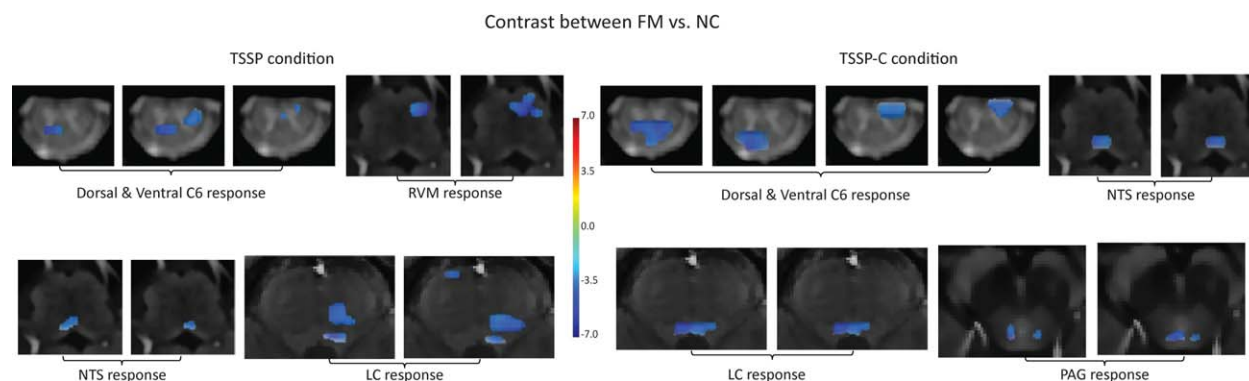 Contrast between FM vs. NC
TSSP condition
TSSP-C condition
Dorsal & Ventral C6 response
RVM response
7.0
3.5
0.0
-3.5
-7.0
Dorsal & Ventral C6 response
NTS response
NTS response
LC response
LC response
PAG response